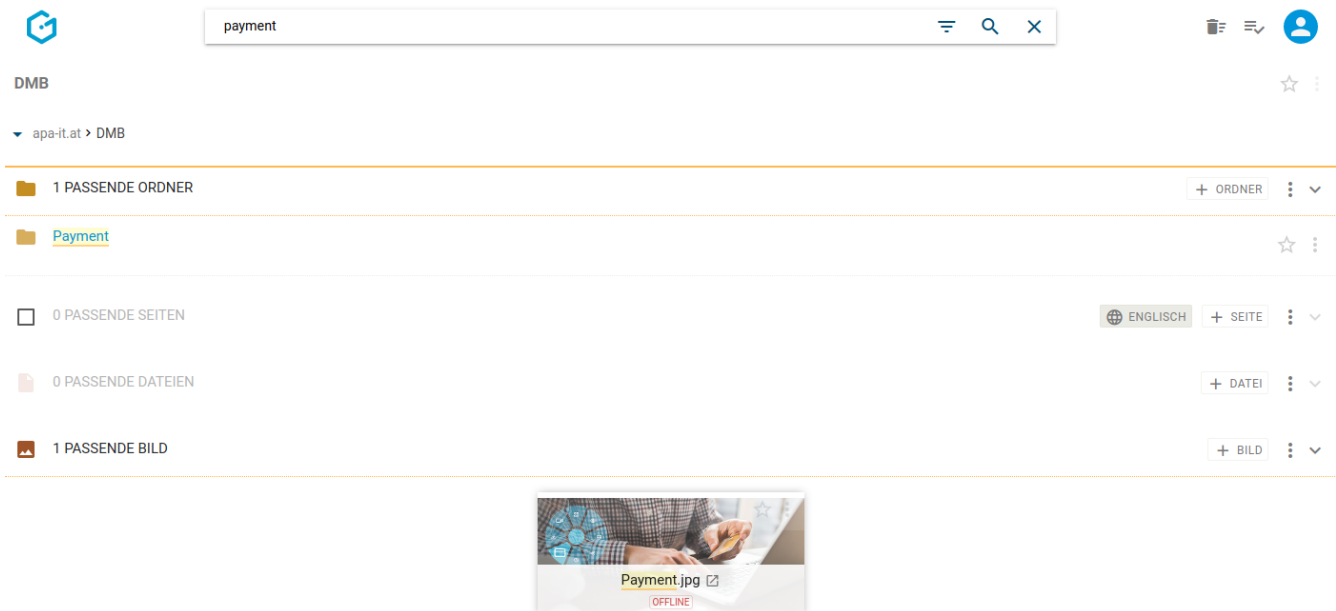 payment
DMB
apa-it.at › DMB
1 PASSENDE ORDNER
+ ORDNER
Payment
0 PASSENDE SEITEN
ENGLISCH
+ SEITE
0 PASSENDE DATEIEN
+ DATEI
1 PASSENDE BILD
+ BILD
Payment.jpg
OFFLINE